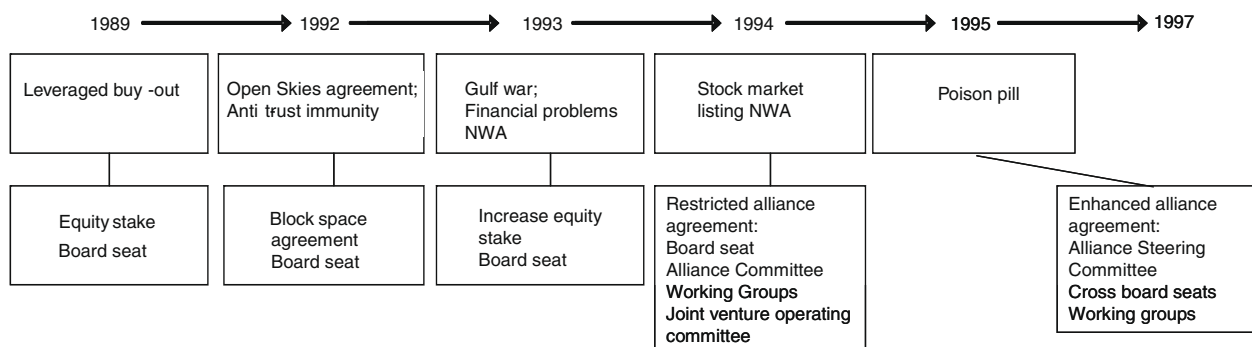 1989
1992
1993
1994
1995
1997
Leveraged buy -out
Open Skies agreement;
Anti trust immunity
Gulf war;
Financial problems
NWA
Stock market
listing NWA
Poison pill
Equity stake
Board seat
Block space
agreement
Board seat
Increase equity
stake
Board seat
Restricted alliance
agreement:
Board seat
Alliance Committee
Working Groups
Joint venture operating
committee
Enhanced alliance
agreement:
Alliance Steering
Committee
Cross board seats
Working groups